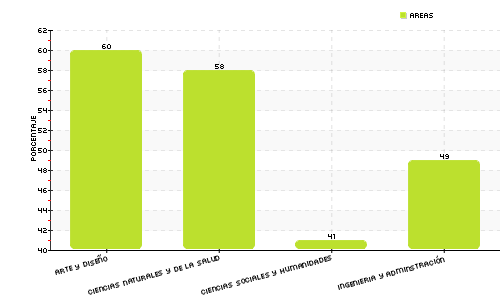 AREAS
PORCENTAJE
62
60
58
56
54
52
50
48
46
44
42
40
60
58
41
49
ARTE Y DISEÑO
CIENCIAS NATURALES Y DE LA SALUD
CIENCIAS SOCIALES Y HUMANIDADES
INGENIERIA Y ADMINSTRACIÓN